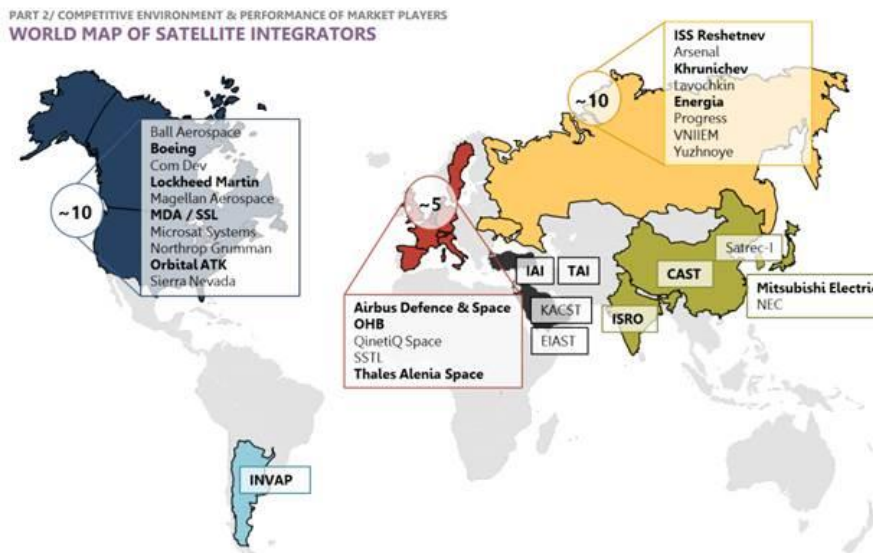 PART 2/ COMPETITIVE ENVIRONMENT & PERFORMANCE OF MARKET PLAYERS
WORLD MAP OF SATELLITE INTEGRATORS
~10
Ball Aerospace
Boeing
Com Dev
Lockheed Martin
Magellan Aerospace
MDA / SSL
Microsat Systems
Northrop Grumman
Orbital ATK
Sierra Nevada
~5
Airbus Defence & Space
OHB
QinetiQ Space
SSTL
Thales Alenia Space
~10
ISS Reshetnev
Arsenal
Khrunichev
Lavochkin
Energia
Progress
VNIIEM
Yuzhnoye
IAI
TAI
KACST
EIAST
ISRO
CAST
Satrec-I
Mitsubishi Electric
NEC
INVAP